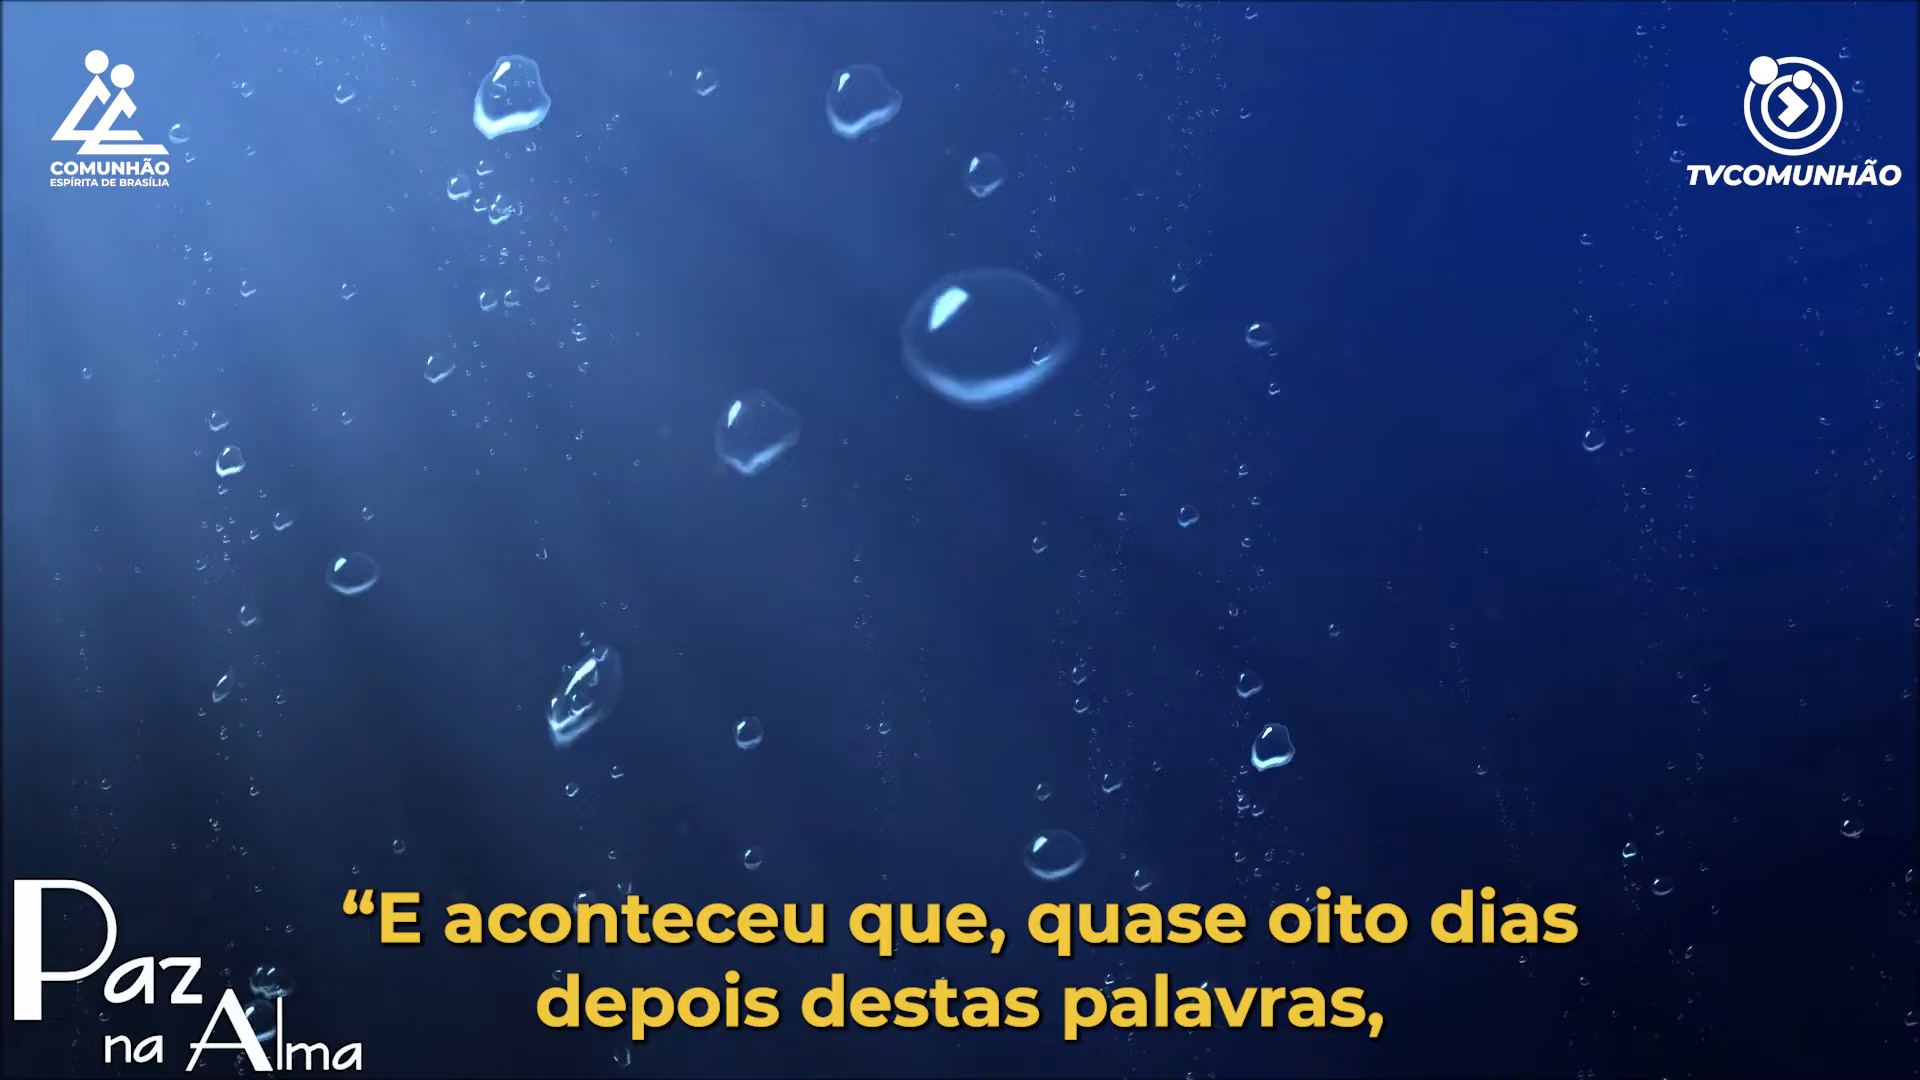 COMUNHÃO
ESPÍRITA DE BRASÍLIA
TVCOMUNHÃO
“E aconteceu que, quase oito dias
depois destas palavras,
Paz
na Alma